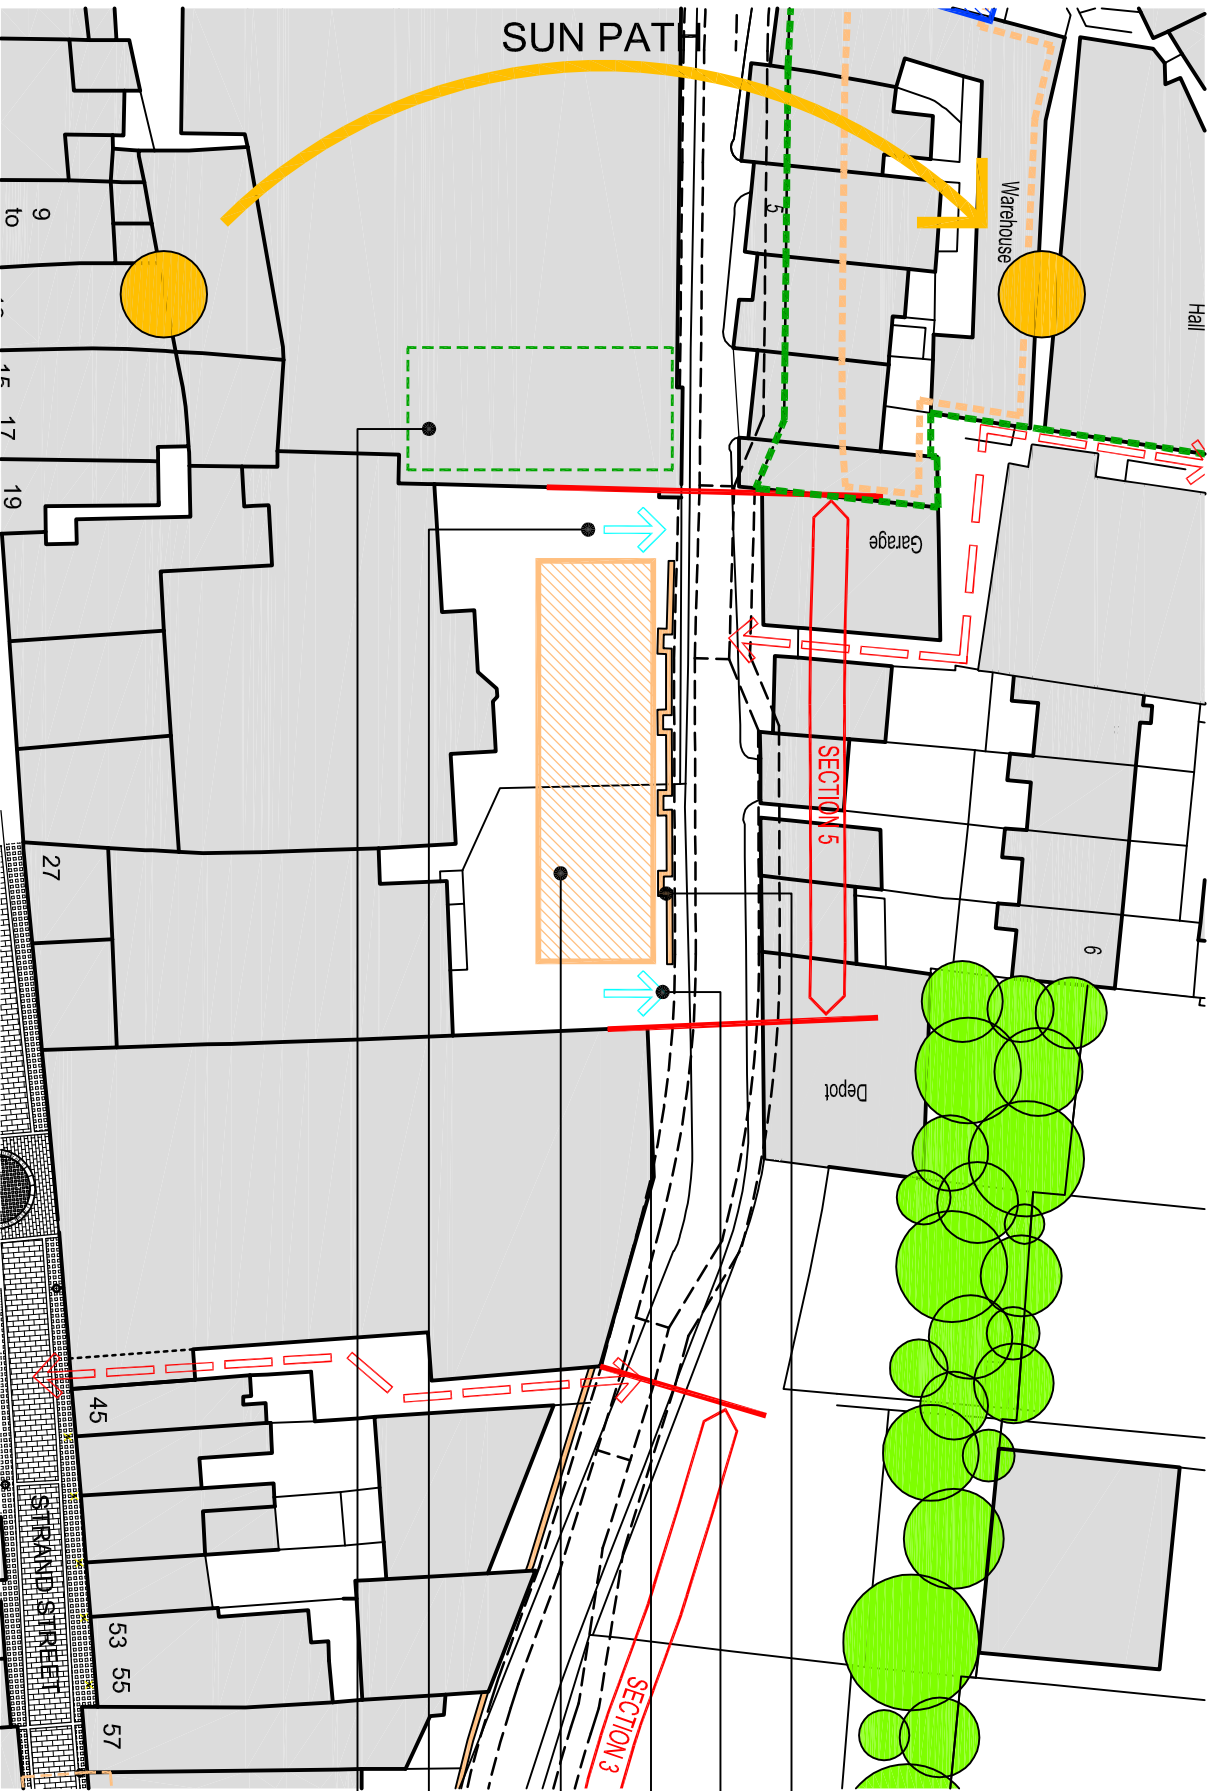 SUN PATH
Warehouse
Hall
5
9
to
15
17
19
Garage
SECTION 5
27
6
Depot
45
STRAND STREET
53
55
57
SECTION 3